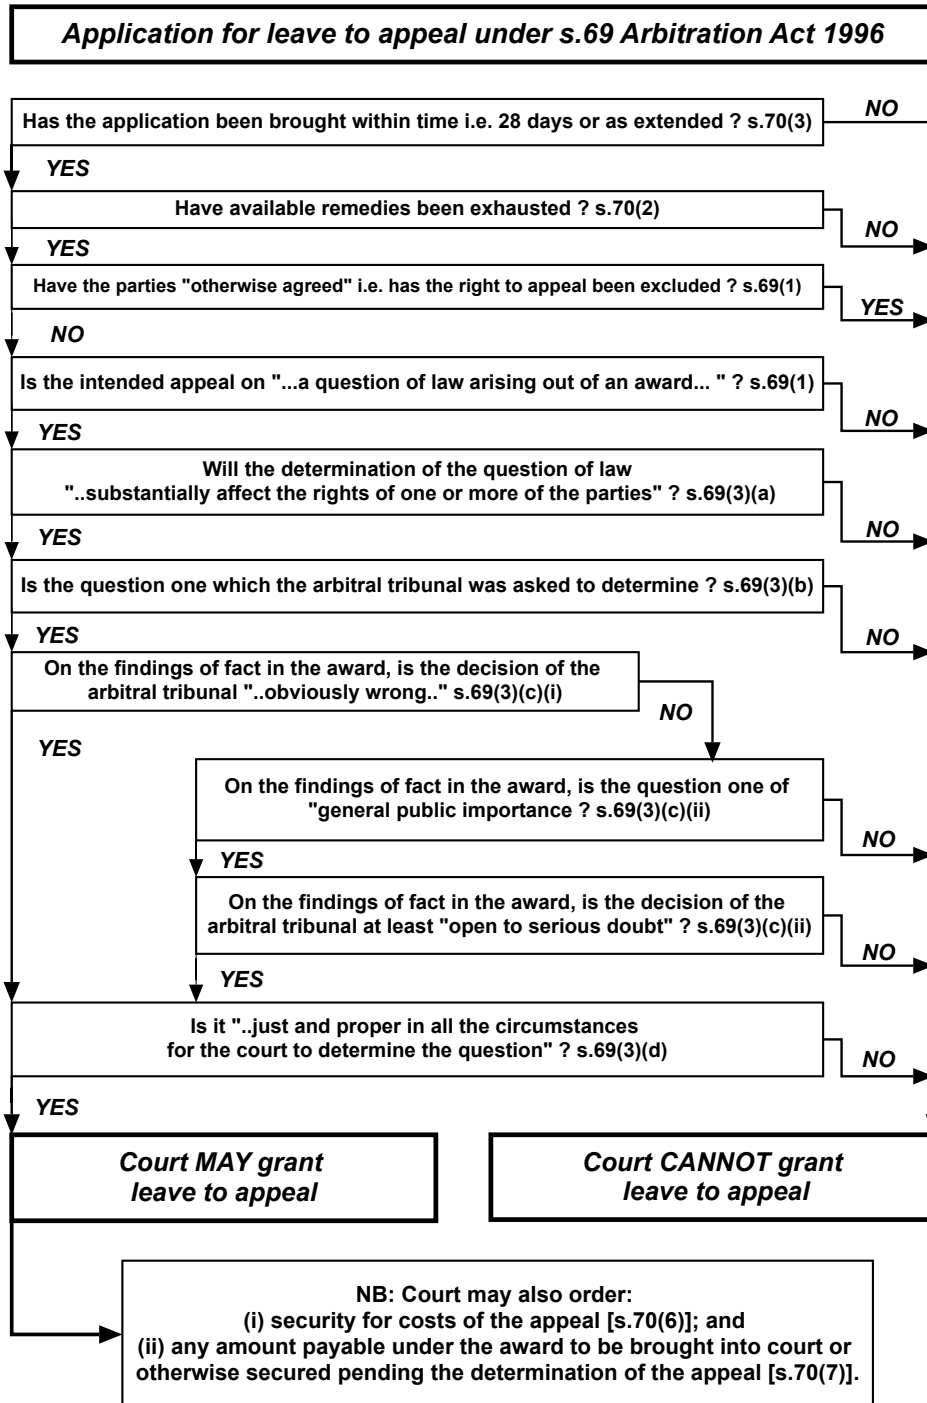 Application for leave to appeal under s.69 Arbitration Act 1996
Has the application been brought within time i.e. 28 days or as extended ? s.70(3)
NO
YES
Have available remedies been exhausted ? s.70(2)
NO
YES
Have the parties "otherwise agreed" i.e. has the right to appeal been excluded ? s.69(1)
YES
NO
Is the intended appeal on "...a question of law arising out of an award... " ? s.69(1)
NO
YES
Will the determination of the question of law
"..substantially affect the rights of one or more of the parties" ? s.69(3)(a)
NO
YES
Is the question one which the arbitral tribunal was asked to determine ? s.69(3)(b)
NO
YES
On the findings of fact in the award, is the decision of the
arbitral tribunal "..obviously wrong.." s.69(3)(c)(i)
NO
YES
On the findings of fact in the award, is the question one of
"general public importance ? s.69(3)(c)(ii)
NO
YES
On the findings of fact in the award, is the decision of the
arbitral tribunal at least "open to serious doubt" ? s.69(3)(c)(ii)
NO
YES
Is it "..just and proper in all the circumstances
for the court to determine the question" ? s.69(3)(d)
NO
YES
Court MAY grant
leave to appeal
Court CANNOT grant
leave to appeal
NB: Court may also order:
(i) security for costs of the appeal [s.70(6)]; and
(ii) any amount payable under the award to be brought into court or
otherwise secured pending the determination of the appeal [s.70(7)].